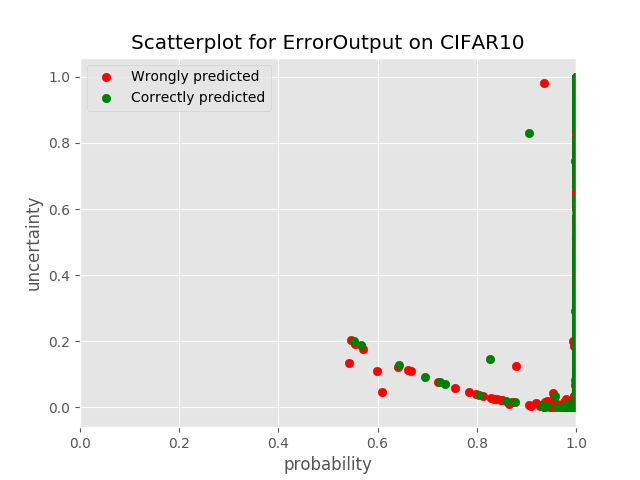 Scatterplot for ErrorOutput on CIFAR10
Wrongly predicted
Correctly predicted
uncertainty
1.0
0.8
0.6
0.4
0.2
0.0
0.0 0.2 0.4 0.6 0.8 1.0
probability